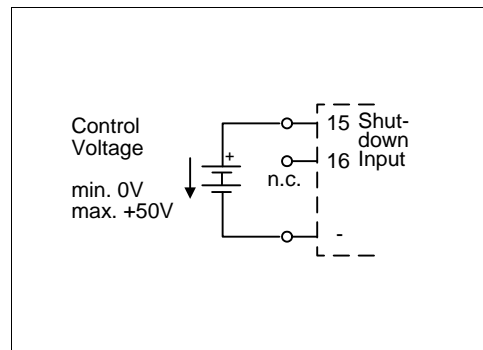 Control
Voltage
min. 0V
max. +50V
+
n.c.
15 Shut-
down
16 Input
-